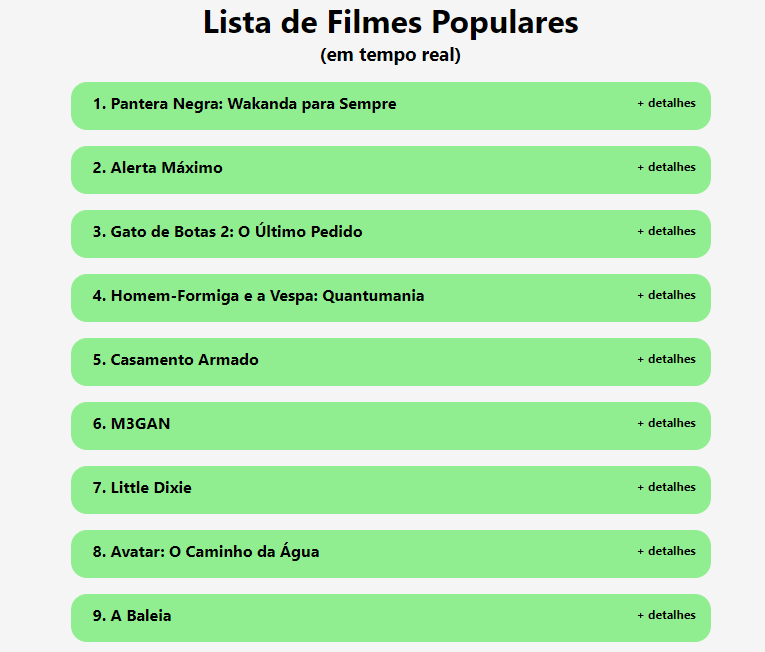 Lista de Filmes Populares
(em tempo real)
1. Pantera Negra: Wakanda para Sempre + detalhes
2. Alerta Máximo + detalhes
3. Gato de Botas 2: O Último Pedido + detalhes
4. Homem-Formiga e a Vespa: Quantumania + detalhes
5. Casamento Armado + detalhes
6. M3GAN + detalhes
7. Little Dixie + detalhes
8. Avatar: O Caminho da Água + detalhes
9. A Baleia + detalhes